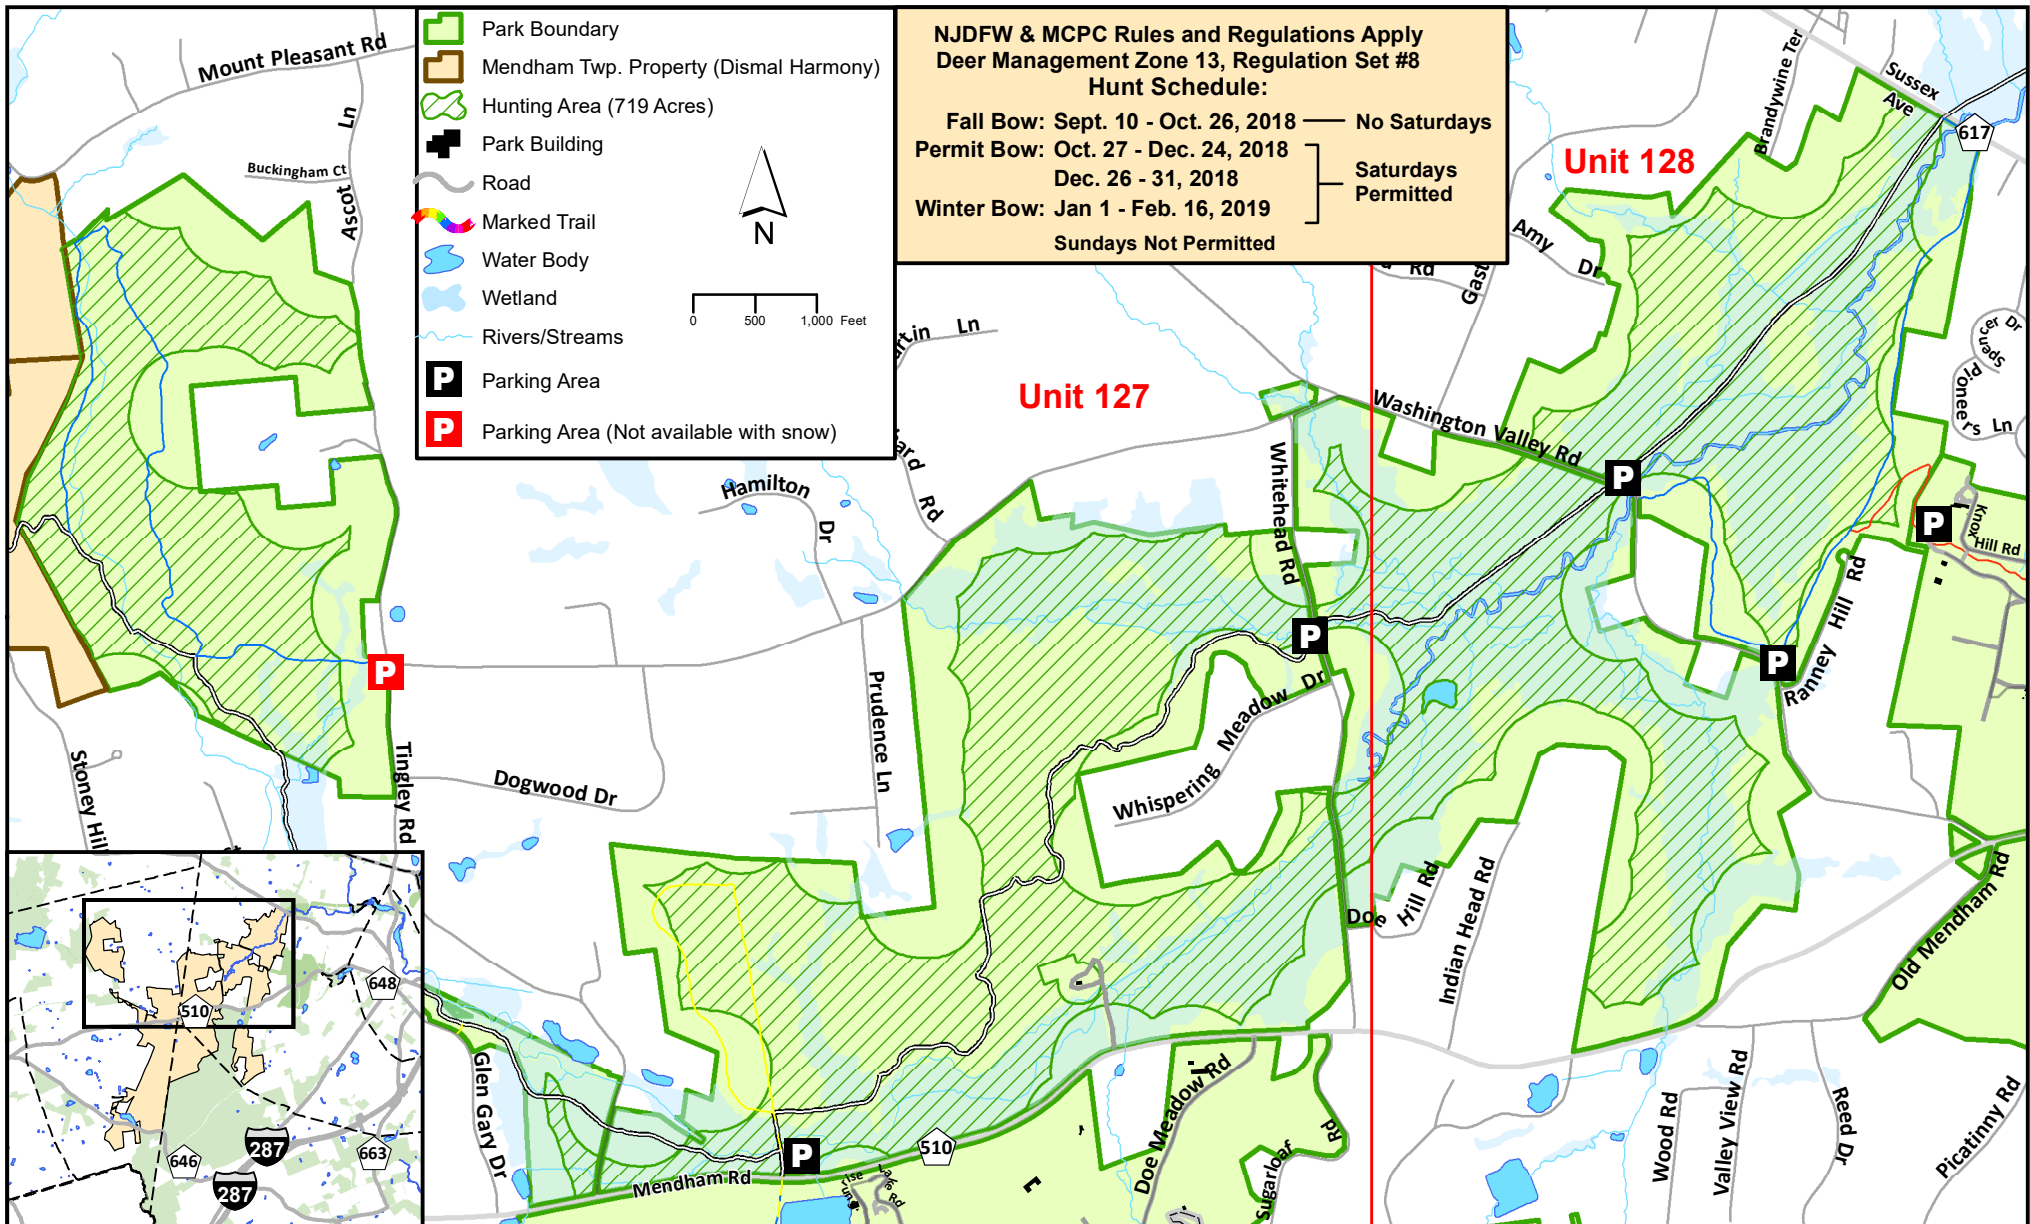 Park Boundary
Mendham Twp. Property (Dismal Harmony)
Hunting Area (719 Acres)
Park Building
Road
Marked Trail
Water Body
Wetland
Rivers/Streams
P Parking Area
P Parking Area (Not available with snow)
N
0 500 1,000 Feet
NJDFW & MCPC Rules and Regulations Apply
Deer Management Zone 13, Regulation Set #8
Hunt Schedule:
Fall Bow: Sept. 10 - Oct. 26, 2018 No Saturdays
Permit Bow: Oct. 27 - Dec. 24, 2018
Dec. 26 - 31, 2018
Saturdays
Permitted
Winter Bow: Jan 1 - Feb. 16, 2019
Sundays Not Permitted
Mount Pleasant Rd
Buckingham Ct
Ascot Ln
Unit 128
Brandywine Ter
Sussex
Ave
617
Amy Dr
Rd
Spencer Dr
Old
Pioneers Ln
Ln
Unit 127
Washington Valley Rd
P
Whitehead Rd
Rd
Hamilton
Dr
P
Knox
Hill Rd
P
P
P
Ranney Hill Rd
Prudence Ln
Whispering Meadow Dr
Dogwood Dr
Tingley Rd
Stoney Hill
Doe Hill Rd
Indian Head Rd
Old Mendham Rd
648
510
646
287
287
663
Glen Gary Dr
P
Mendham Rd
510
Lake
Rd
Doe Meadow Rd
Sugarloaf
Rd
Wood Rd
Valley View Rd
Reed Dr
Picatinny Rd